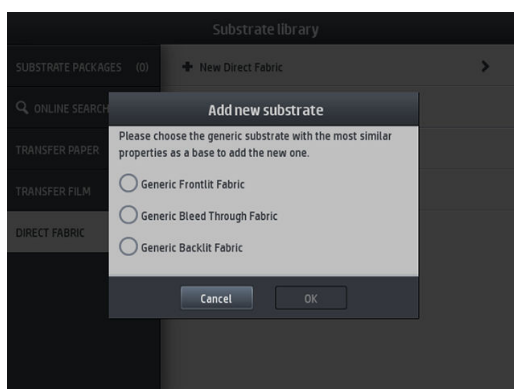 Substrate library
SUBSTRATE PACKAGES (0)
+ New Direct Fabric
ONLINE SEARCH
Add new substrate
Please choose the generic substrate with the most similar
properties as a base to add the new one.
TRANSFER PAPER
Generic Frontlit Fabric
TRANSFER FILM
Generic Bleed Through Fabric
DIRECT FABRIC
Generic Backlit Fabric
Cancel
OK